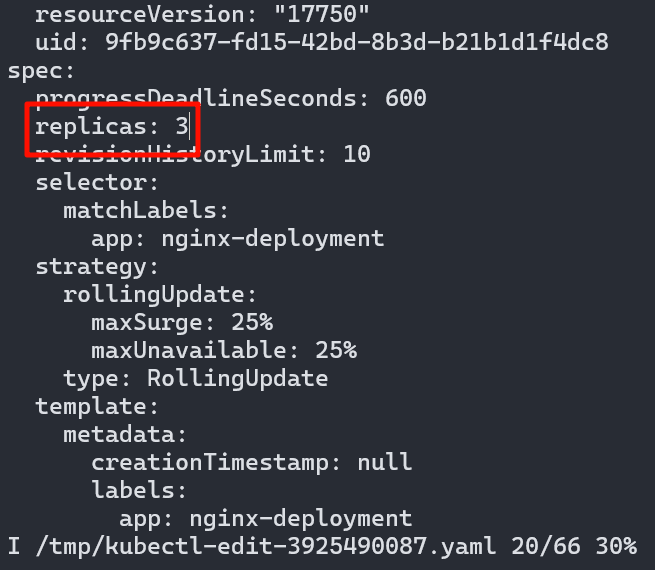 resourceVersion: "17750"
uid: 9fb9c637-fd15-42bd-8b3d-b21b1d1f4dc8
spec:
progressDeadlineSeconds: 600
replicas: 3
revisionHistoryLimit: 10
selector:
matchLabels:
app: nginx-deployment
strategy:
rollingUpdate:
maxSurge: 25%
maxUnavailable: 25%
type: RollingUpdate
template:
metadata:
creationTimestamp: null
labels:
app: nginx-deployment
I /tmp/kubectl-edit-3925490087.yaml 20/66 30%